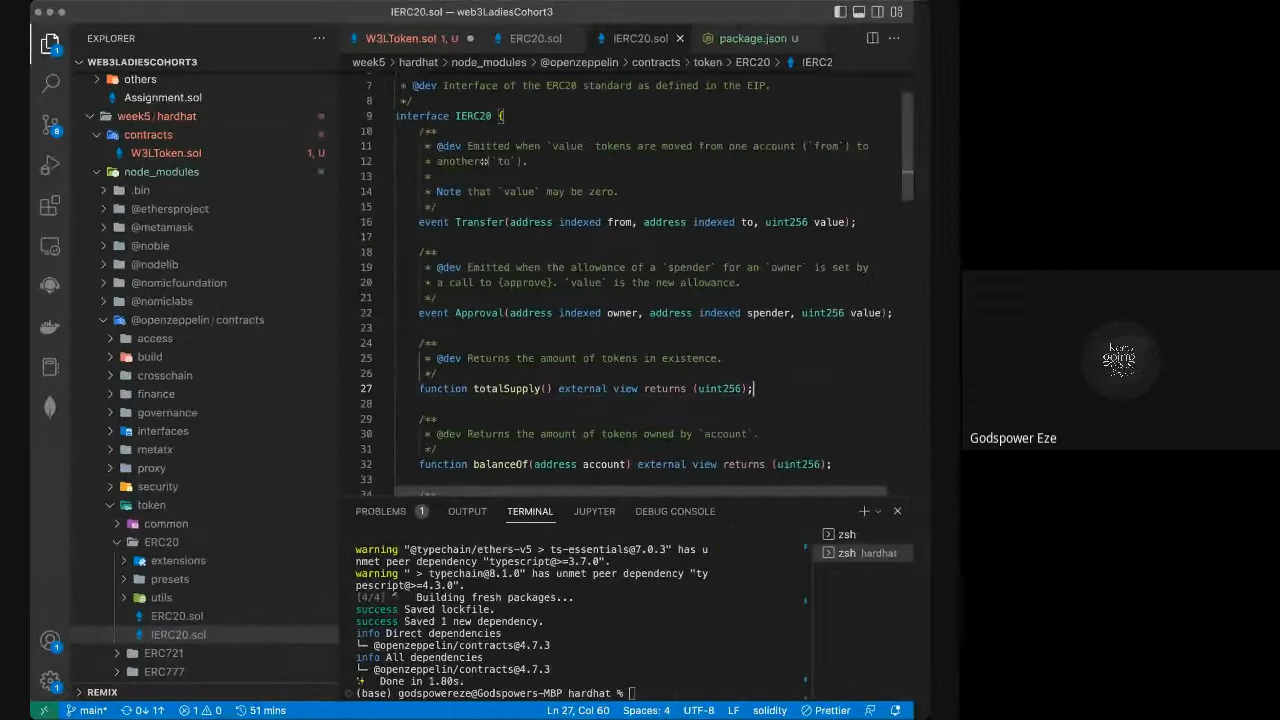 IERC20.sol — web3LadiesCohort3
EXPLORER
WEB3LADIESCOHORT3
others
Assignment.sol
week5 / hardhat
contracts
W3LToken.sol 1, U
node_modules
.bin
@ethersproject
@metamask
@noble
@nodelib
@nomicfoundation
@nomiclabs
@openzeppelin/contracts
access
build
crosschain
finance
governance
interfaces
metatx
proxy
security
token
common
ERC20
extensions
presets
utils
ERC20.sol
IERC20.sol
ERC721
ERC777
REMIX
W3LToken.sol 1, U
ERC20.sol
IERC20.sol
package.json U
week5 > hardhat > node_modules > @openzeppelin > contracts > token > ERC20 > IERC2
7 * @dev Interface of the ERC20 standard as defined in the EIP.
8 */
9 interface IERC20 {
10 /**
11 * @dev Emitted when `value` tokens are moved from one account (`from`) to
12 * another (`to`).
13 *
14 * Note that `value` may be zero.
15 */
16 event Transfer(address indexed from, address indexed to, uint256 value);
17
18 /**
19 * @dev Emitted when the allowance of a `spender` for an `owner` is set by
20 * a call to {approve}. `value` is the new allowance.
21 */
22 event Approval(address indexed owner, address indexed spender, uint256 value);
23
24 /**
25 * @dev Returns the amount of tokens in existence.
26 */
27 function totalSupply() external view returns (uint256);
28
29 /**
30 * @dev Returns the amount of tokens owned by `account`.
31 */
32 function balanceOf(address account) external view returns (uint256);
33
34 /**
PROBLEMS 1 OUTPUT TERMINAL JUPYTER DEBUG CONSOLE
warning "@typechain/ethers-v5 > ts-essentials@7.0.3" has u
nmet peer dependency "typescript@>=3.7.0".
warning " > typechain@8.1.0" has unmet peer dependency "ty
pescript@>=4.3.0".
[4/4] Building fresh packages...
success Saved lockfile.
success Saved 1 new dependency.
info Direct dependencies
└─ @openzeppelin/contracts@4.7.3
info All dependencies
└─ @openzeppelin/contracts@4.7.3
✨ Done in 1.80s.
(base) godspowereze@Godspowers-MBP hardhat %
zsh
zsh hardhat
main* 0↓ 1↑ 1 0 51 mins Ln 27, Col 60 Spaces: 4 UTF-8 LF solidity Prettier
keep
going
Godspower Eze